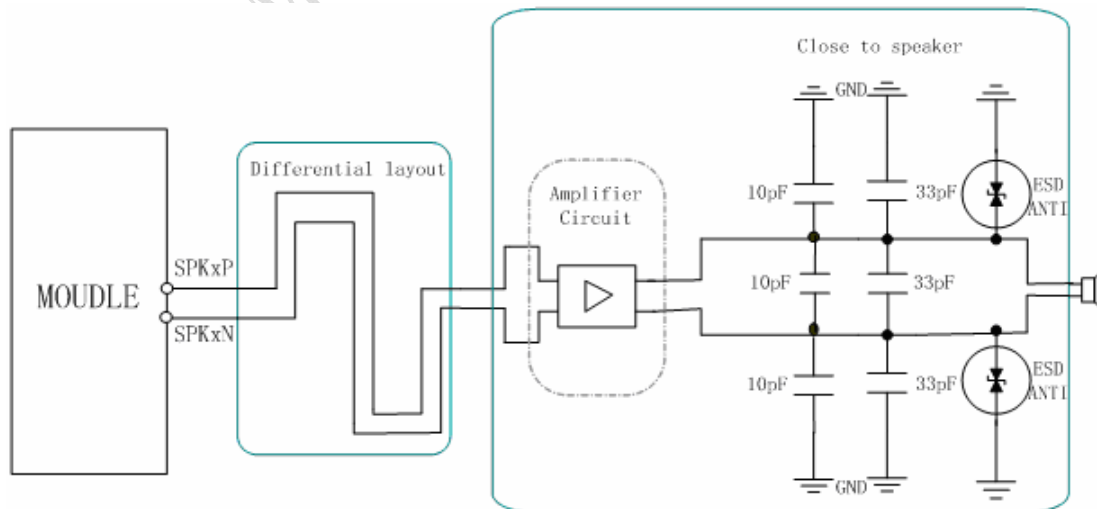 Close to speaker
GND
Differential layout
Amplifier
Circuit
10pF
33pF
ESD
ANTI
SPKxP
MOUDLE
10pF
33pF
SPKxN
10pF
33pF
ESD
ANTI
GND